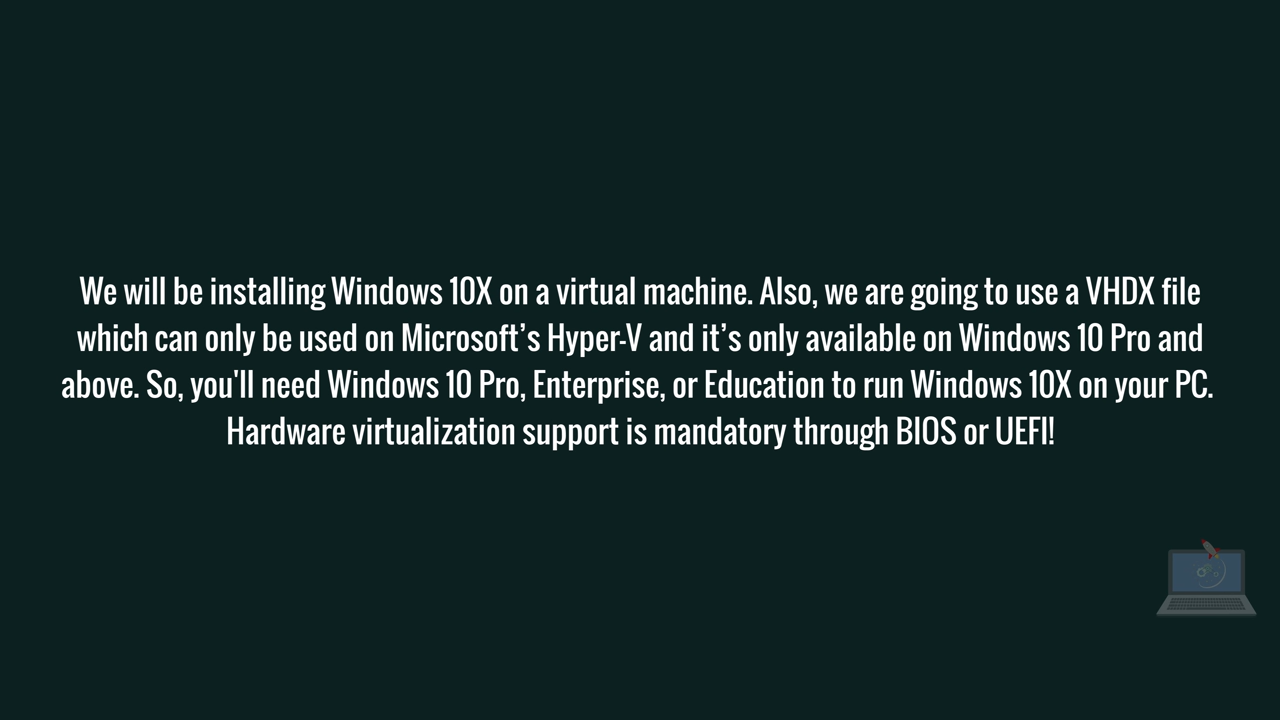 We will be installing Windows 10X on a virtual machine. Also, we are going to use a VHDX file
which can only be used on Microsoft’s Hyper-V and it’s only available on Windows 10 Pro and
above. So, you'll need Windows 10 Pro, Enterprise, or Education to run Windows 10X on your PC.
Hardware virtualization support is mandatory through BIOS or UEFI!